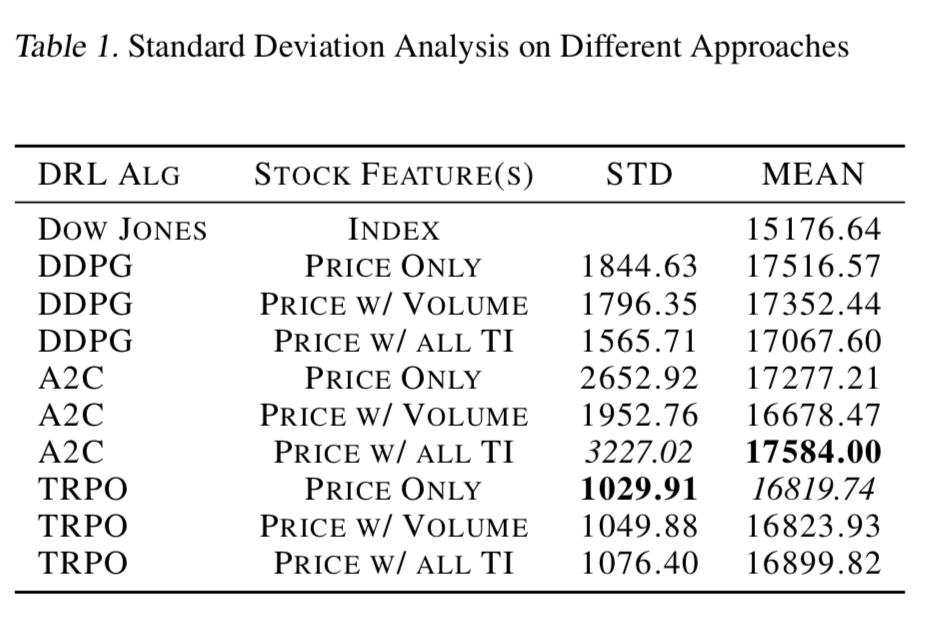 Table 1. Standard Deviation Analysis on Different Approaches
DRL ALG STOCK FEATURE(S) STD MEAN
DOW JONES INDEX 15176.64
DDPG PRICE ONLY 1844.63 17516.57
DDPG PRICE W/ VOLUME 1796.35 17352.44
DDPG PRICE W/ ALL TI 1565.71 17067.60
A2C PRICE ONLY 2652.92 17277.21
A2C PRICE W/ VOLUME 1952.76 16678.47
A2C PRICE W/ ALL TI 3227.02 17584.00
TRPO PRICE ONLY 1029.91 16819.74
TRPO PRICE W/ VOLUME 1049.88 16823.93
TRPO PRICE W/ ALL TI 1076.40 16899.82